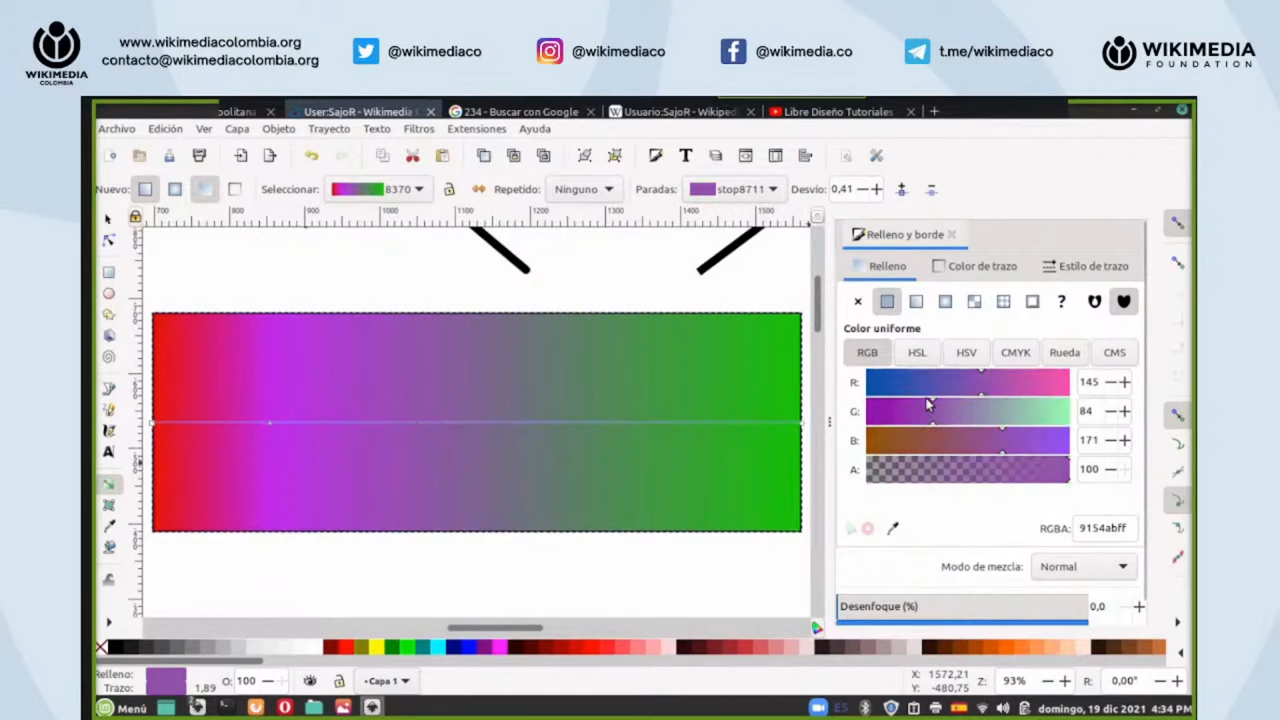 www.wikimediacolombia.org
contacto@wikimediacolombia.org
WIKIMEDIA
COLOMBIA
@wikimediaco
@wikimediaco
@wikimedia.co
t.me/wikimediaco
WIKIMEDIA
FOUNDATION
politana
User:SajoR - Wikimedia
234 - Buscar con Google
Usuario:SajoR - Wikiped
Libre Diseño Tutoriales
Archivo Edición Ver Capa Objeto Trayecto Texto Filtros Extensiones Ayuda
Nuevo: Seleccionar: 8370 Repetido: Ninguno Paradas: stop8711 Desvío: 0,41
700 800 900 1000 1100 1200 1300 1400 1500
Relleno y borde
Relleno Color de trazo Estilo de trazo
Color uniforme
RGB HSL HSV CMYK Rueda CMS
R: 145
G: 84
B: 171
A: 100
RGBA: 9154abff
Modo de mezcla: Normal
Desenfoque (%) 0,0
Relleno:
Trazo: 1,89 O: 100 Capa 1
X: 1572,21
Y: -480,75
Z: 93% R: 0,00°
Menú ES domingo, 19 dic 2021 4:34 PM